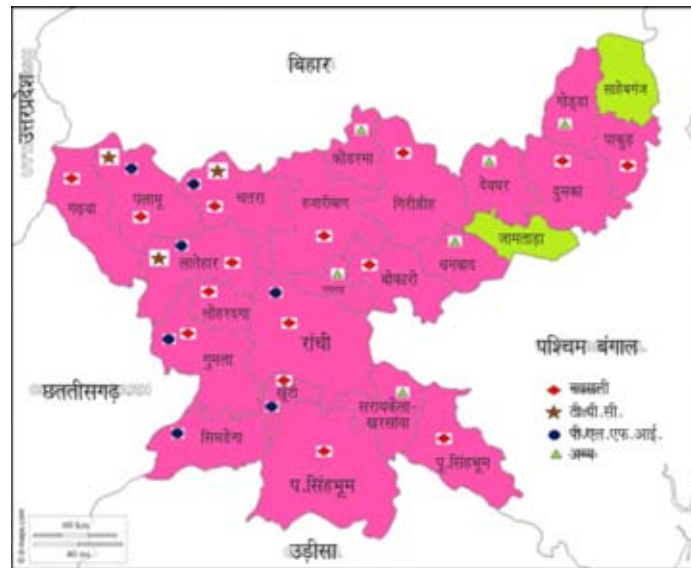 बिहार
उत्तरप्रदेश
साहेबगंज
गोड्डा
पाकुड़
कोडरमा
देवघर
दुमका
गढ़वा
पलामू
चतरा
हजारीबाग
गिरीडीह
जामताड़ा
लातेहार
बोकारो
धनबाद
लोहरदगा
रांची
गुमला
पश्चिम बंगाल
छततीसगढ़
खूंटी
सरायकेला-
खरसांवा
सिमडेगा
प.सिंहभूम
पू.सिंहभूम
नक्सली
टी.पी.सी.
पी.एल.एफ.आई.
अन्य
उड़ीसा